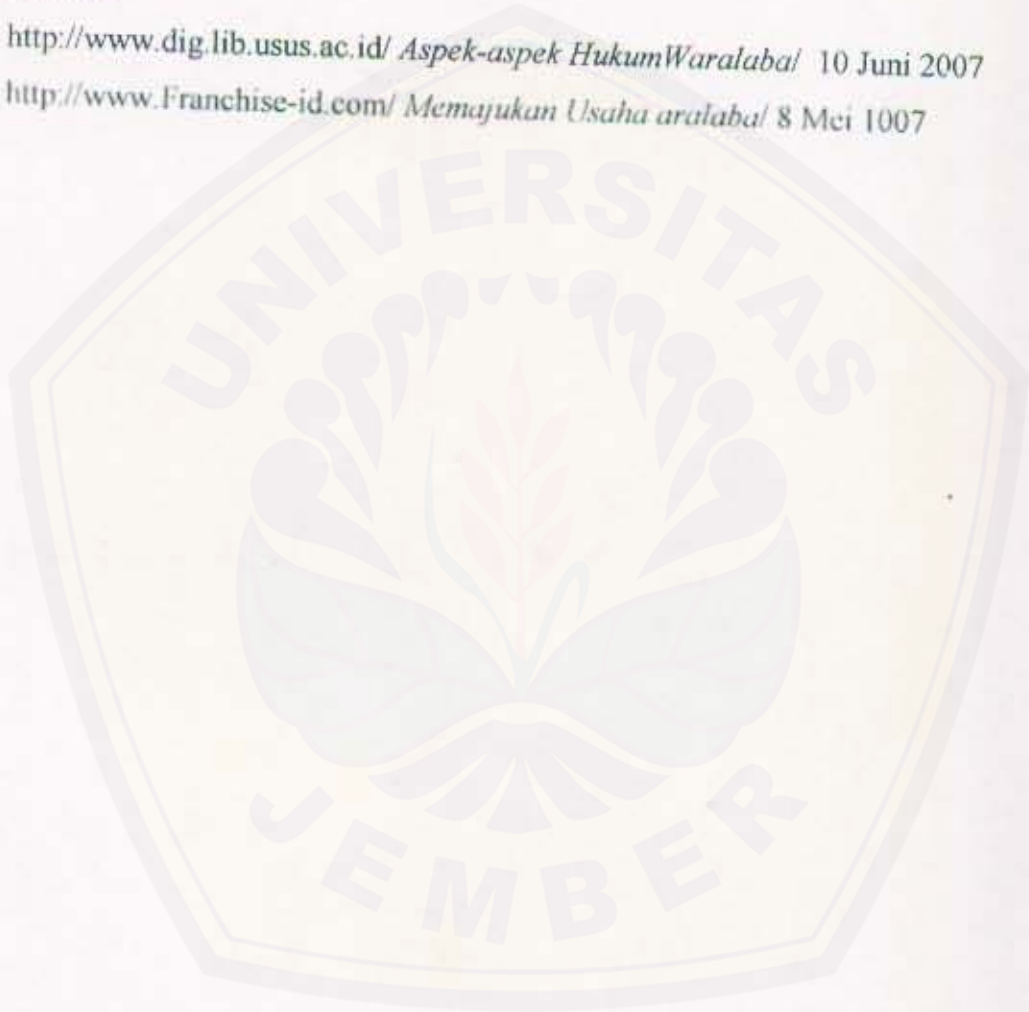 http://www.dig.lib.usus.ac.id/ Aspek-aspek HukumWaralaba/ 10 Juni 2007
http://www.Franchise-id.com/ Memajukan Usaha aralaba/ 8 Mei 1007
UNIVERSITAS
JEMBER